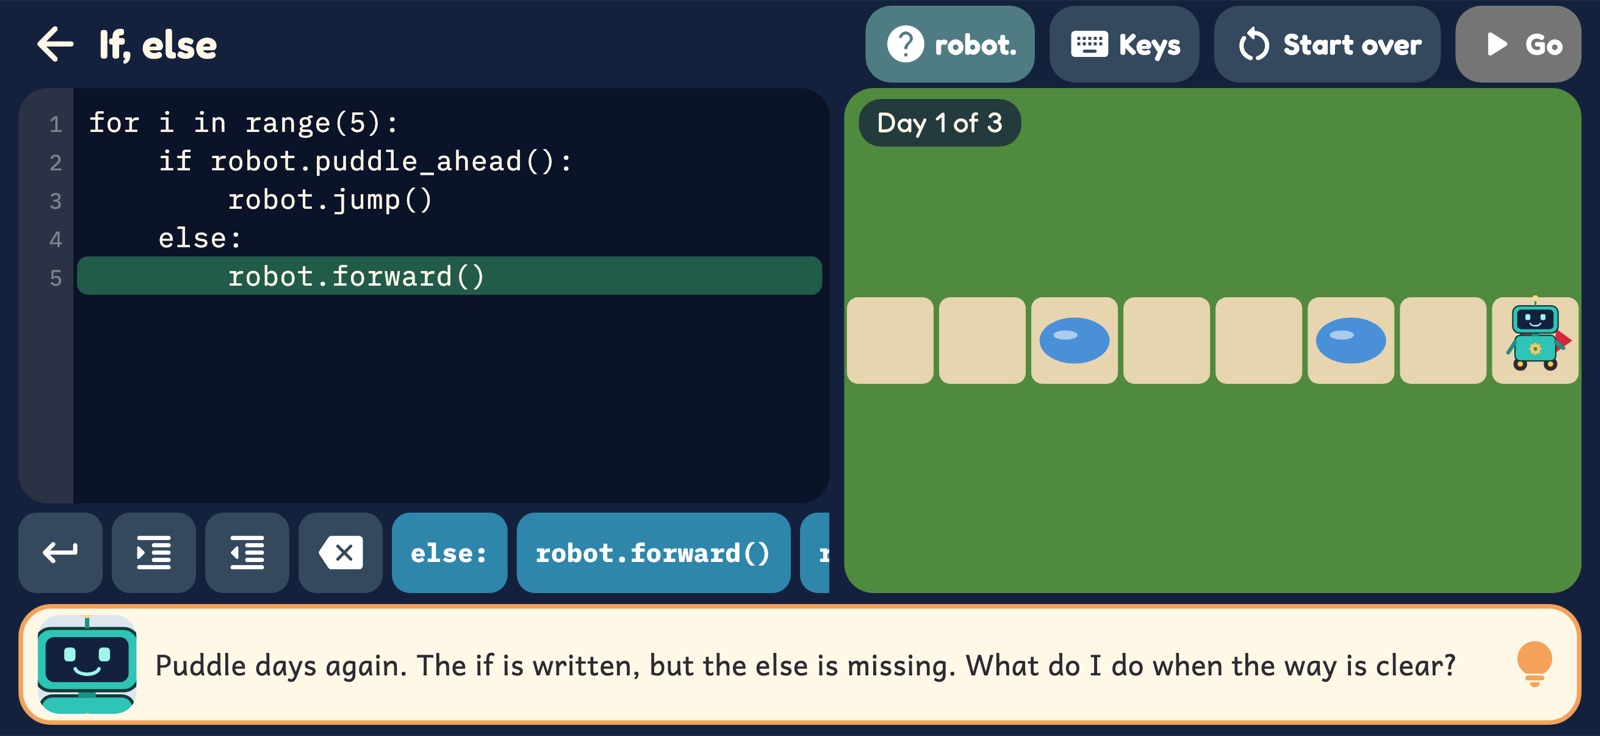 If, else
robot.
Keys
Start over
Go
1 for i in range(5):
2     if robot.puddle_ahead():
3         robot.jump()
4     else:
5         robot.forward()
Day 1 of 3
else:
robot.forward()
Puddle days again. The if is written, but the else is missing. What do I do when the way is clear?